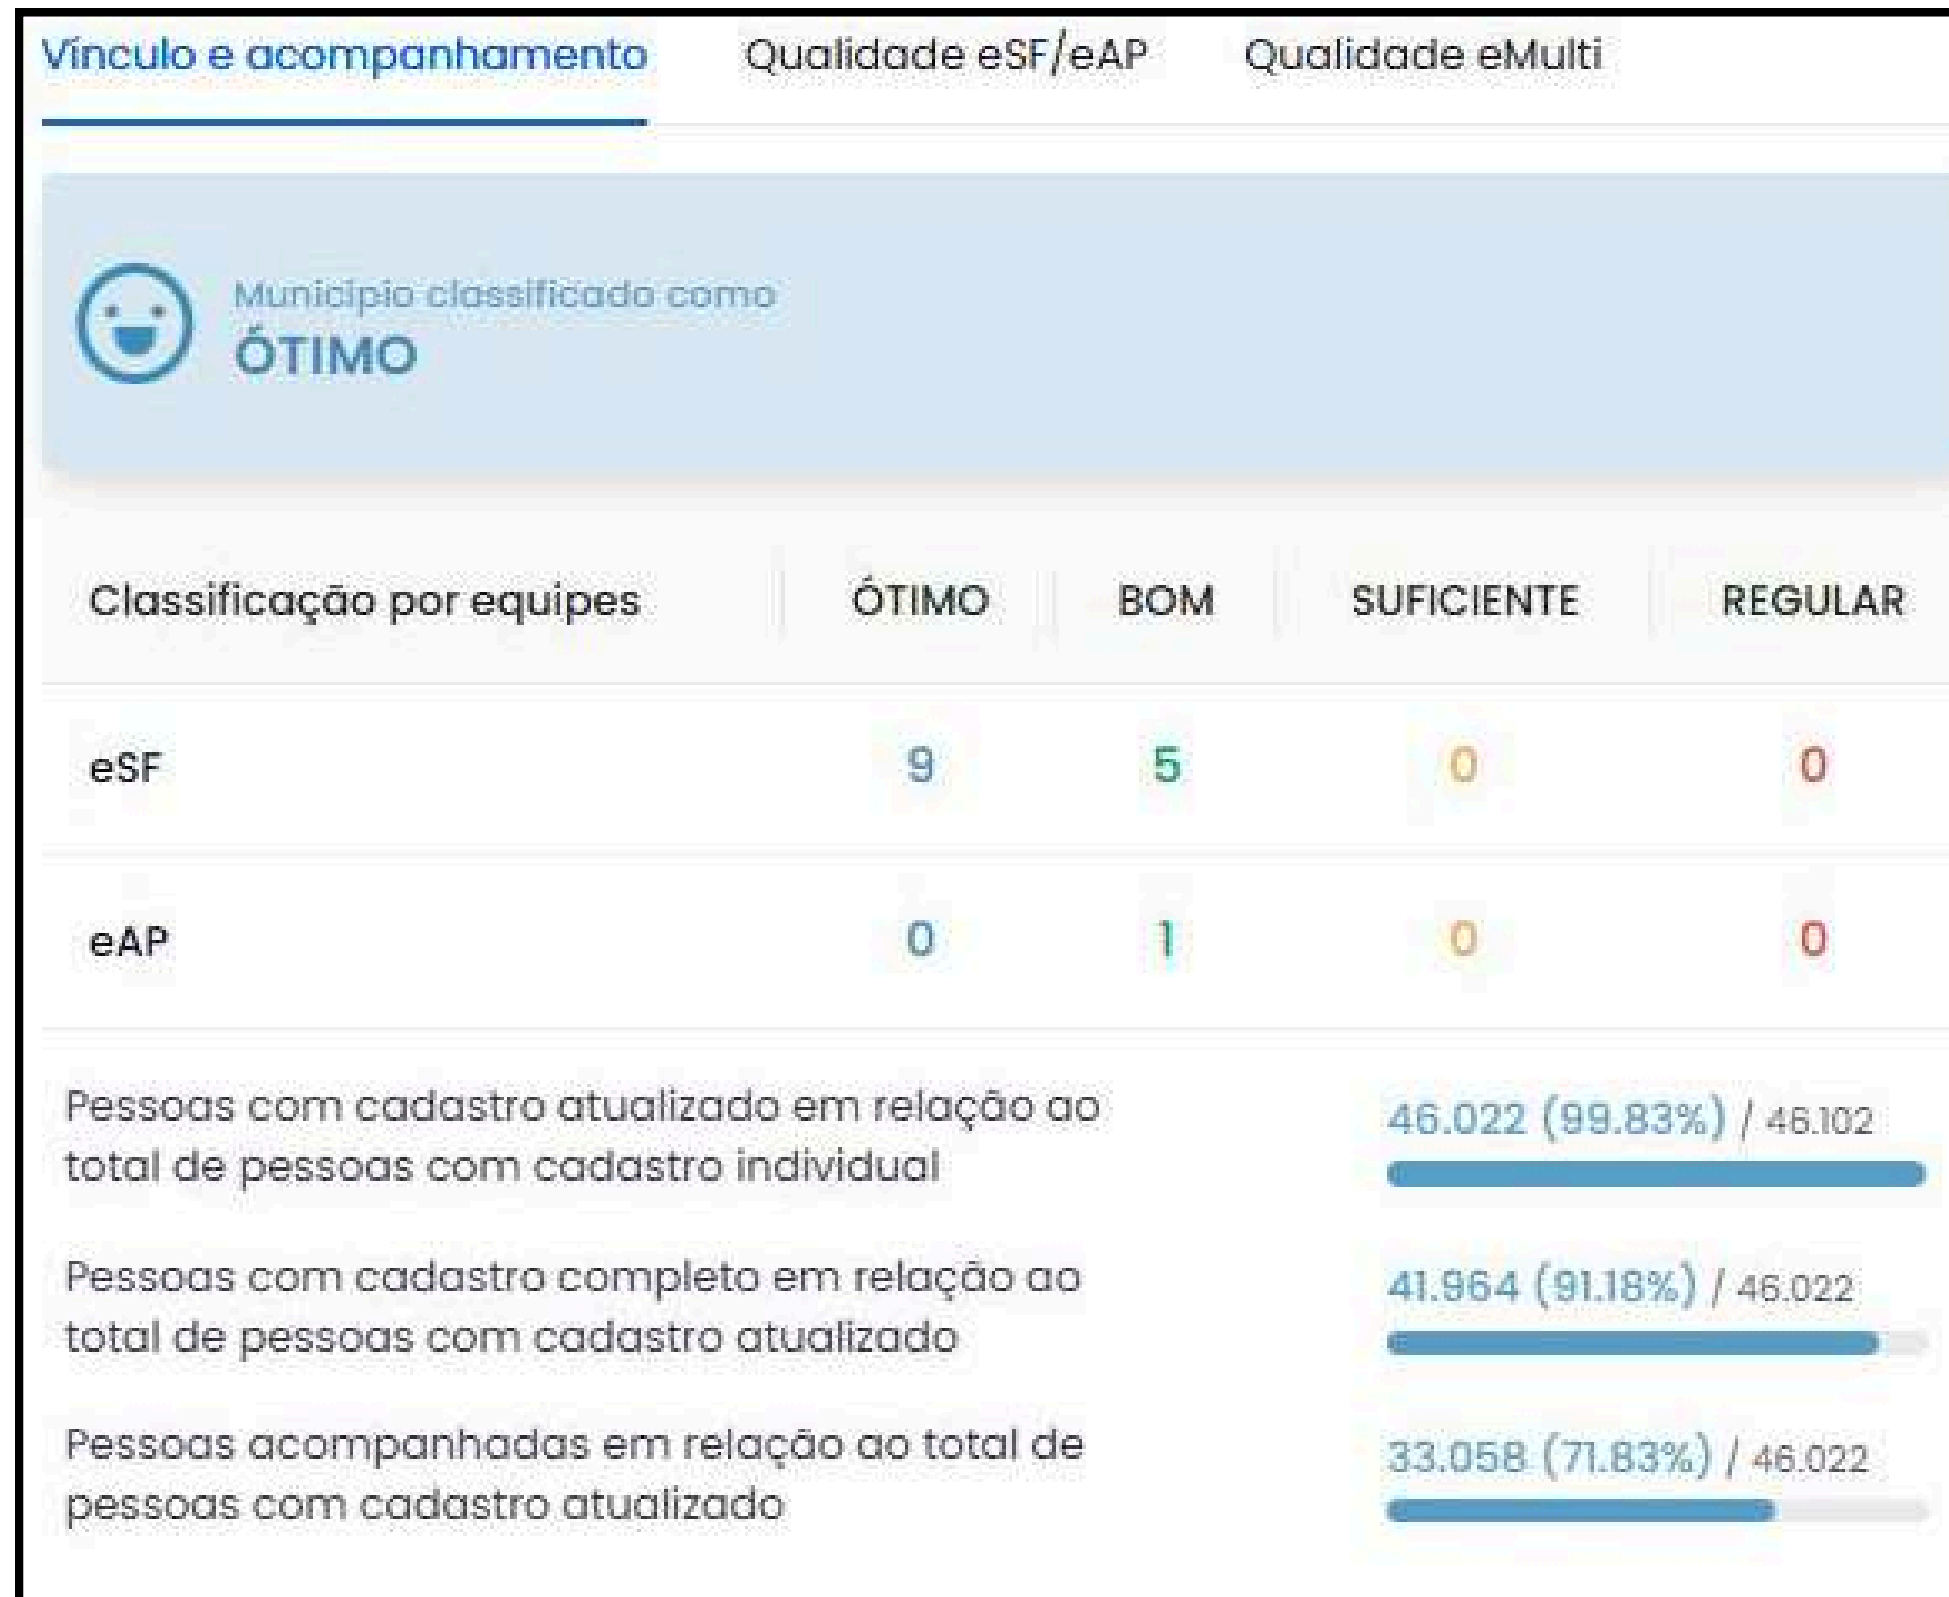 Vínculo e acompanhamento Qualidade eSF/eAP Qualidade eMulti
Município classificado como
ÓTIMO
Classificação por equipes ÓTIMO BOM SUFICIENTE REGULAR
eSF 9 5 0 0
eAP 0 1 0 0
Pessoas com cadastro atualizado em relação ao
total de pessoas com cadastro individual
46.022 (99.83%) / 46.102
Pessoas com cadastro completo em relação ao
total de pessoas com cadastro atualizado
41.964 (91.18%) / 46.022
Pessoas acompanhadas em relação ao total de
pessoas com cadastro atualizado
33.058 (71.83%) / 46.022